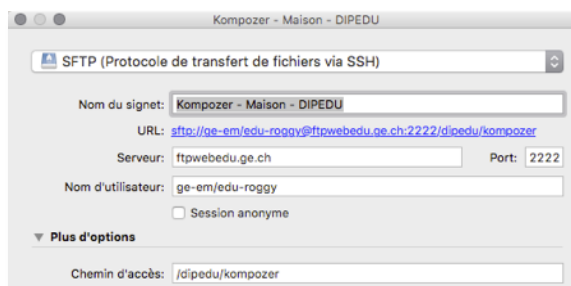 Kompozer - Maison - DIPEDU
SFTP (Protocole de transfert de fichiers via SSH)
Nom du signet: Kompozer - Maison - DIPEDU
URL: sftp://ge-em/edu-roggy@ftpwebedu.ge.ch:2222/dipedu/kompozer
Serveur: ftpwebedu.ge.ch Port: 2222
Nom d'utilisateur: ge-em/edu-roggy
Session anonyme
Plus d'options
Chemin d'accès: /dipedu/kompozer